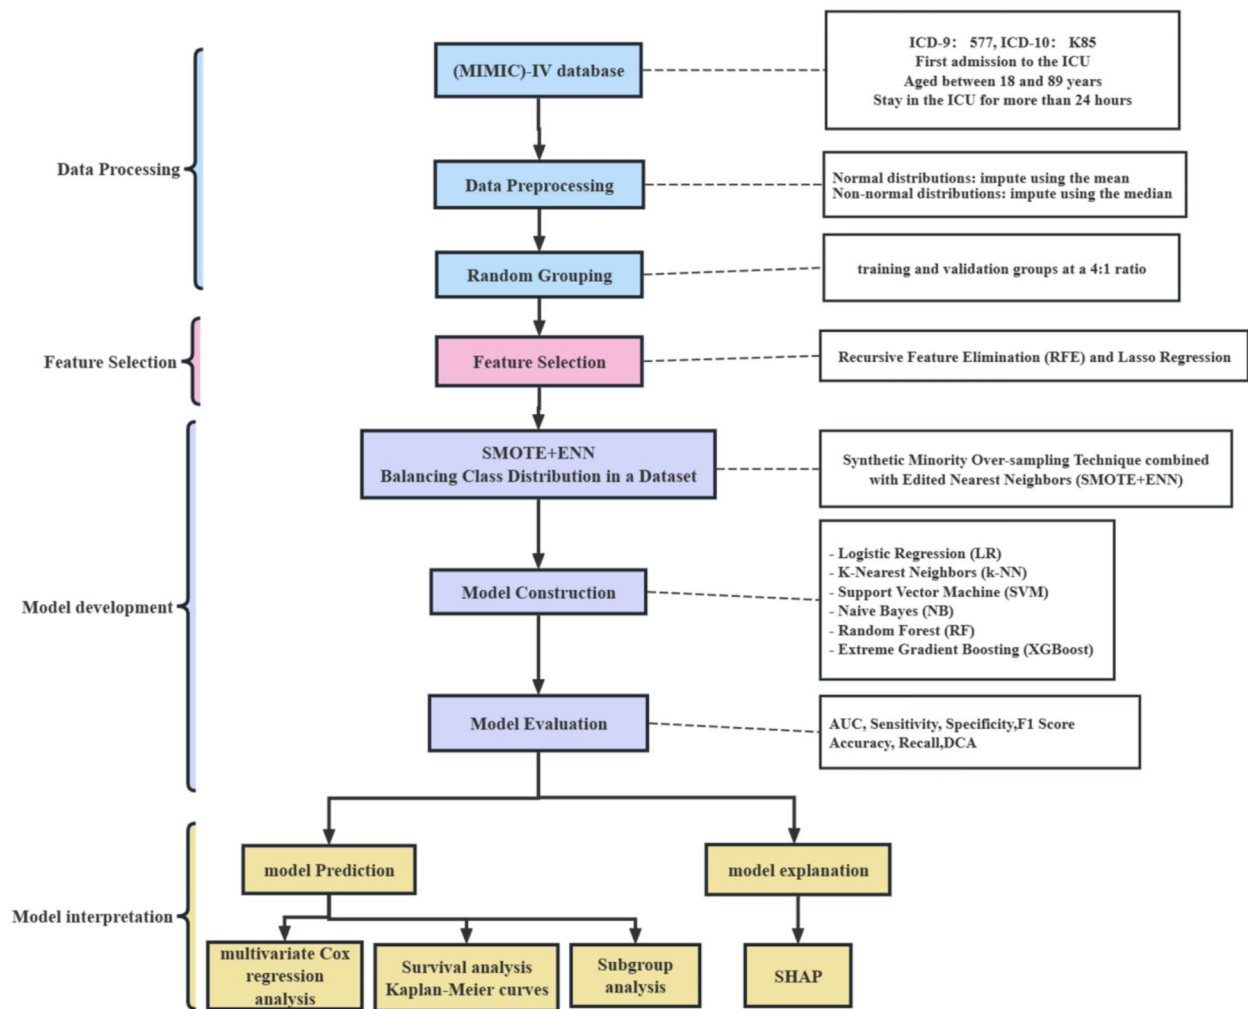 (MIMIC)-IV database
ICD-9: 577, ICD-10: K85
First admission to the ICU
Aged between 18 and 89 years
Stay in the ICU for more than 24 hours
Data Processing
Data Preprocessing
Normal distributions: impute using the mean
Non-normal distributions: impute using the median
Random Grouping
training and validation groups at a 4:1 ratio
Feature Selection
Feature Selection
Recursive Feature Elimination (RFE) and Lasso Regression
SMOTE+ENN
Balancing Class Distribution in a Dataset
Synthetic Minority Over-sampling Technique combined
with Edited Nearest Neighbors (SMOTE+ENN)
Model development
Model Construction
- Logistic Regression (LR)
- K-Nearest Neighbors (k-NN)
- Support Vector Machine (SVM)
- Naive Bayes (NB)
- Random Forest (RF)
- Extreme Gradient Boosting (XGBoost)
Model Evaluation
AUC, Sensitivity, Specificity,F1 Score
Accuracy, Recall,DCA
Model interpretation
model Prediction
model explanation
multivariate Cox
regression
analysis
Survival analysis
Kaplan-Meier curves
Subgroup
analysis
SHAP